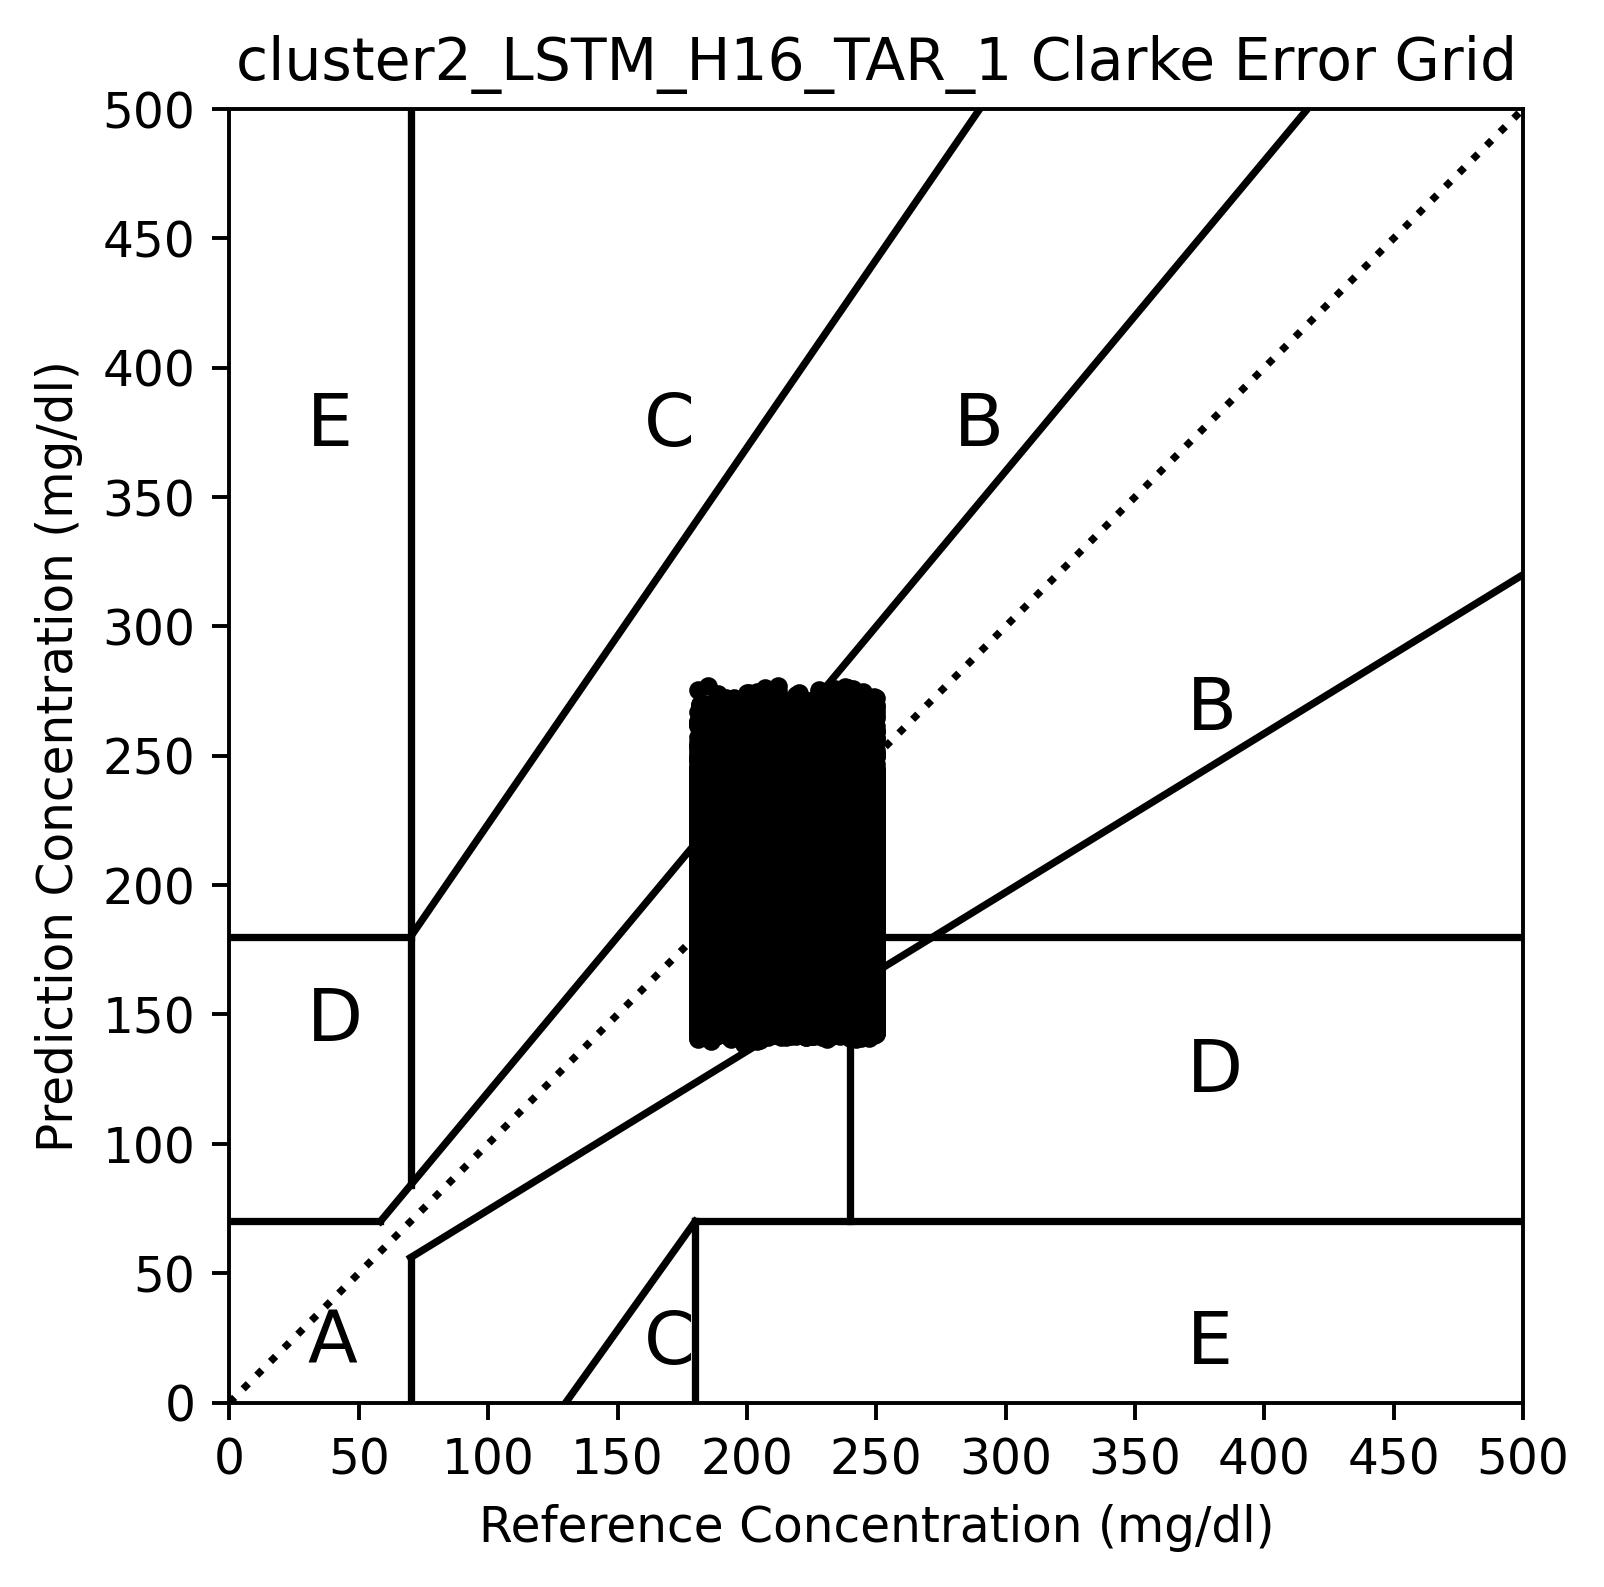 cluster2_LSTM_H16_TAR_1 Clarke Error Grid
500
450
400
350
300
250
200
150
100
50
0
Prediction Concentration (mg/dl)
E
C
B
B
D
D
A
C
E
0 50 100 150 200 250 300 350 400 450 500
Reference Concentration (mg/dl)